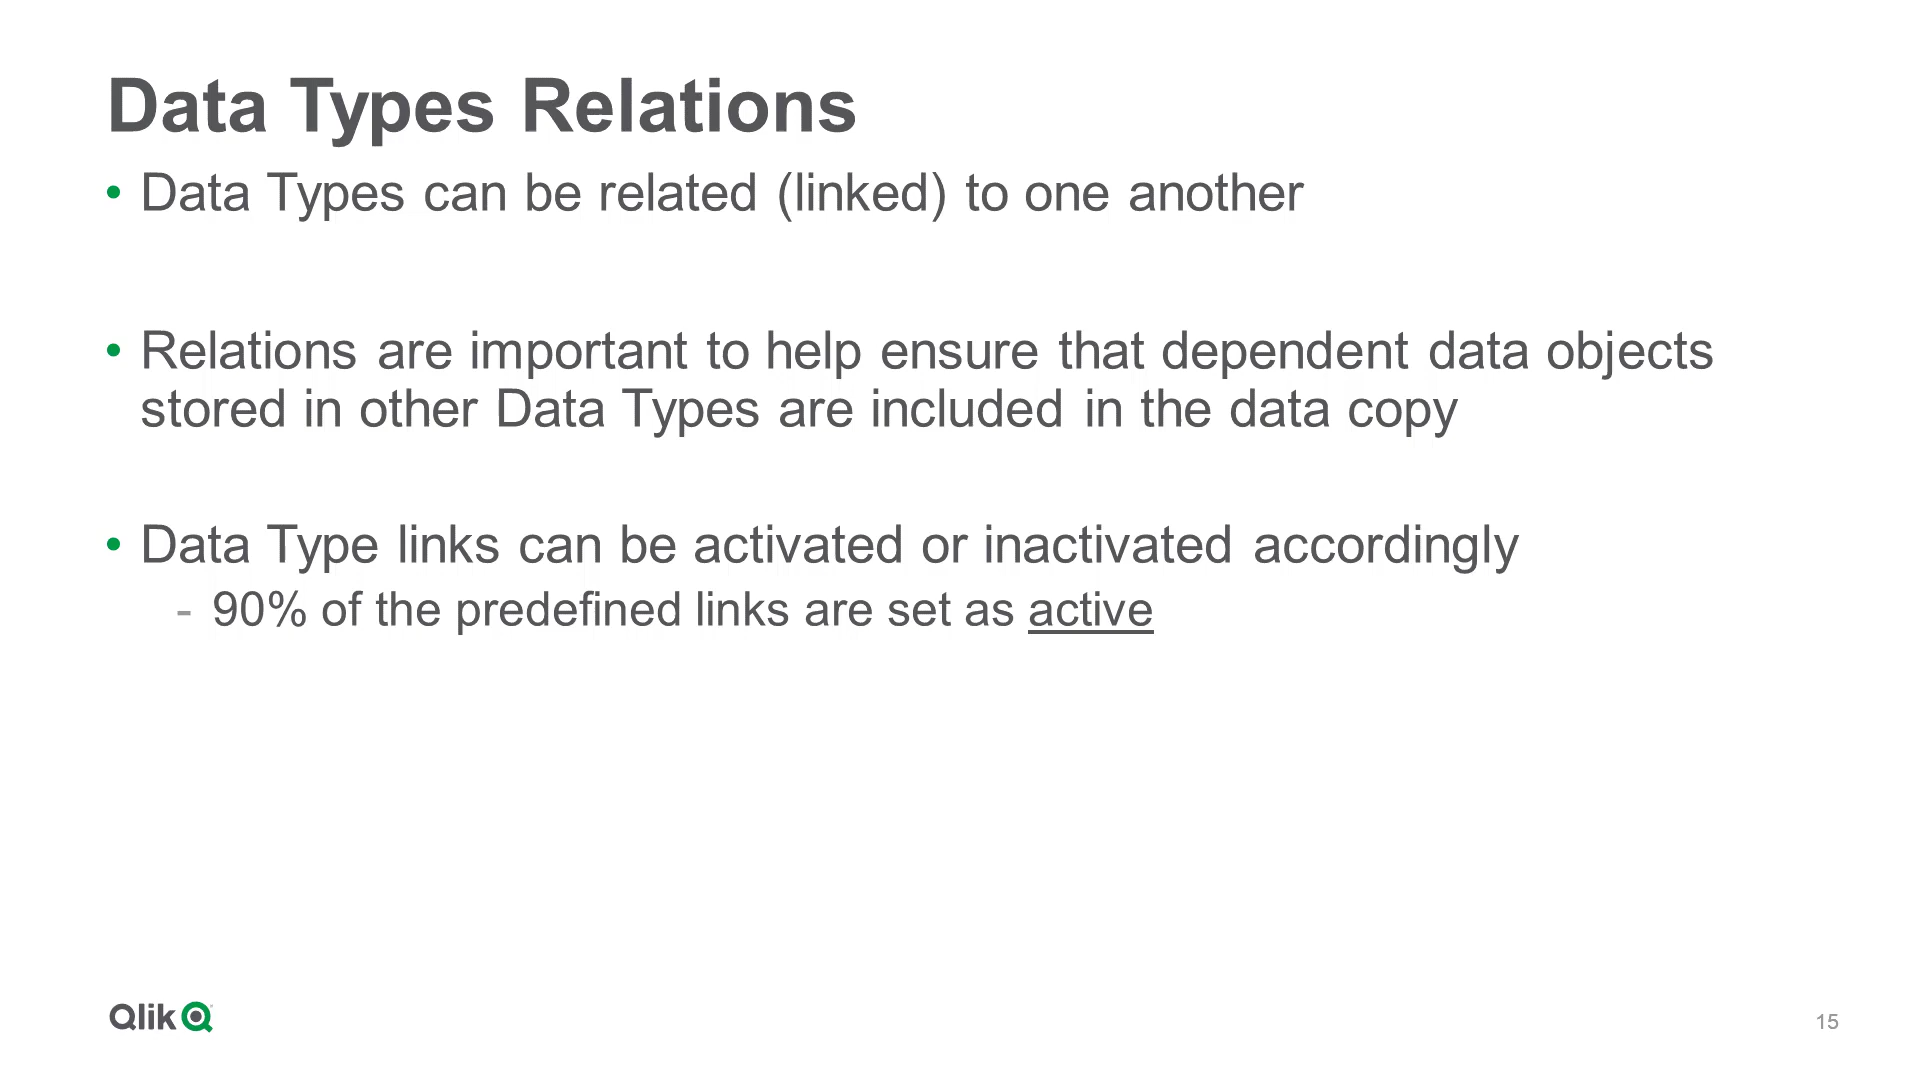 Data Types Relations
• Data Types can be related (linked) to one another
• Relations are important to help ensure that dependent data objects
stored in other Data Types are included in the data copy
• Data Type links can be activated or inactivated accordingly
- 90% of the predefined links are set as active
Qlik
15